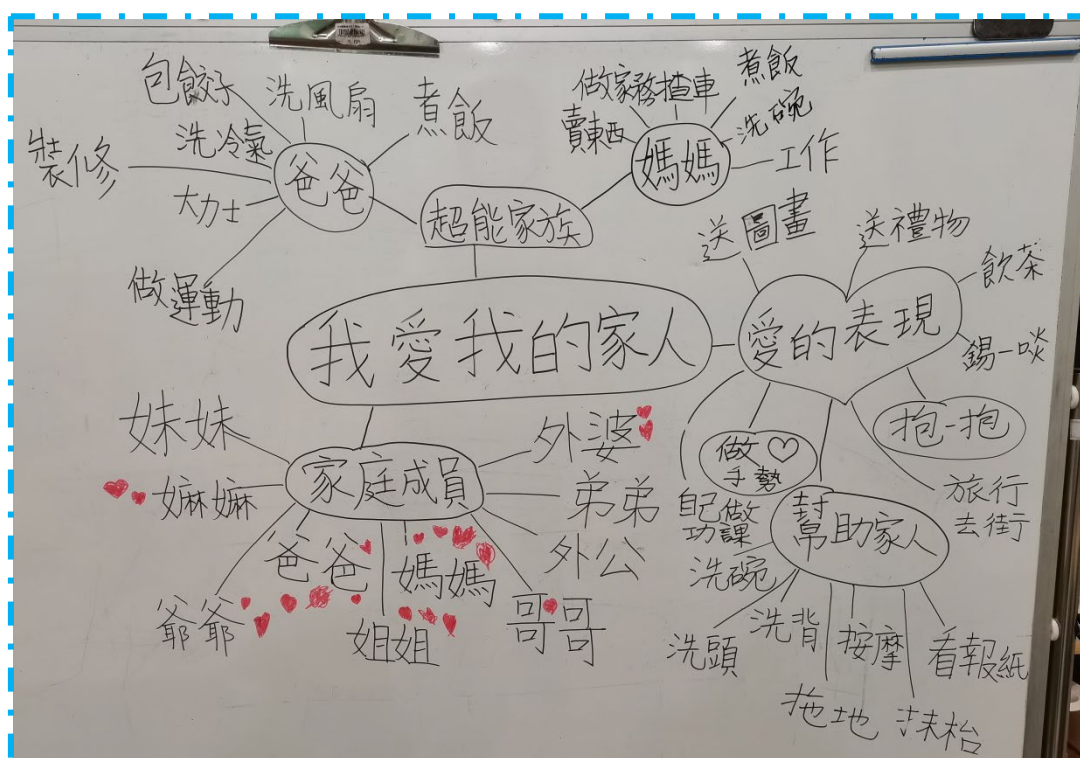 包餃子
洗風扇
煮飯
洗冷氣
裝修
爸爸
大力士
做運動
超能家族
做家務
揸車
煮飯
賣東西
洗碗
媽媽
工作
我愛我的家人
送圖畫
送禮物
飲茶
愛的表現
錫一啖
抱一抱
做♡
手勢
旅行
去街
自己做
功課
幫助家人
洗碗
洗頭
洗背
按摩
看報紙
拖地
抹枱
妹妹
外婆
家庭成員
嫲嫲
弟弟
爸爸
媽媽
外公
爺爺
姐姐
哥哥